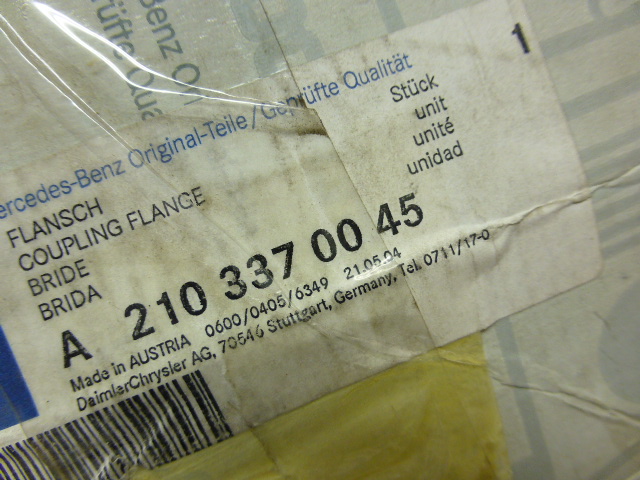 Mercedes-Benz Original-Teile/Geprüfte Qualität
Stück
unit
unité
unidad
1
FLANSCH
COUPLING FLANGE
BRIDE
BRIDA
A 210 337 00 45
Made in AUSTRIA 0600/0405/6349 21.05.04
DaimlerChrysler AG, 70546 Stuttgart, Germany, Tel. 0711/17-0